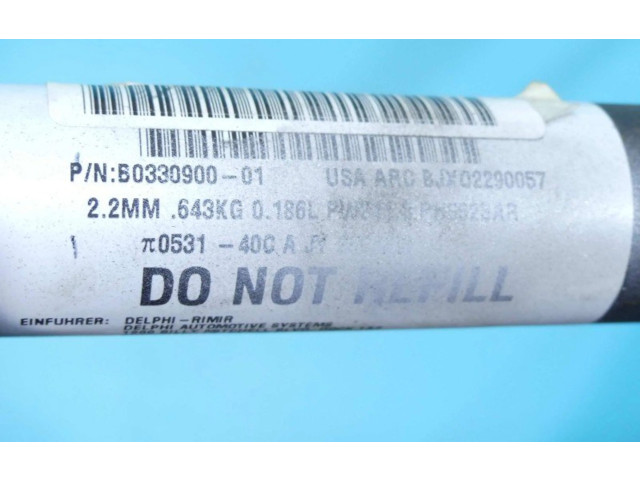 P/N:B0330900-01 USA ARC BJX02290057
2.2MM .643KG 0.186L
π0531-400 A
DO NOT REFILL
EINFUHRER: DELPHI-RIMIR
DELPHI AUTOMOTIVE SYSTEMS